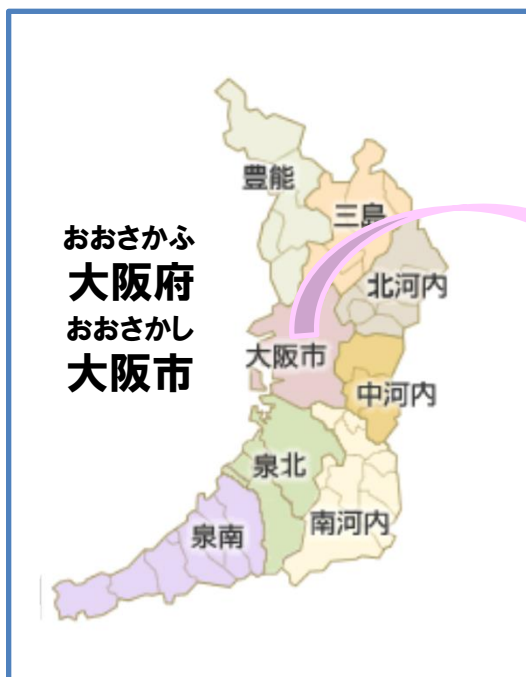 おおさかふ
大阪府
おおさかし
大阪市
豊能
三島
北河内
大阪市
中河内
泉北
南河内
泉南